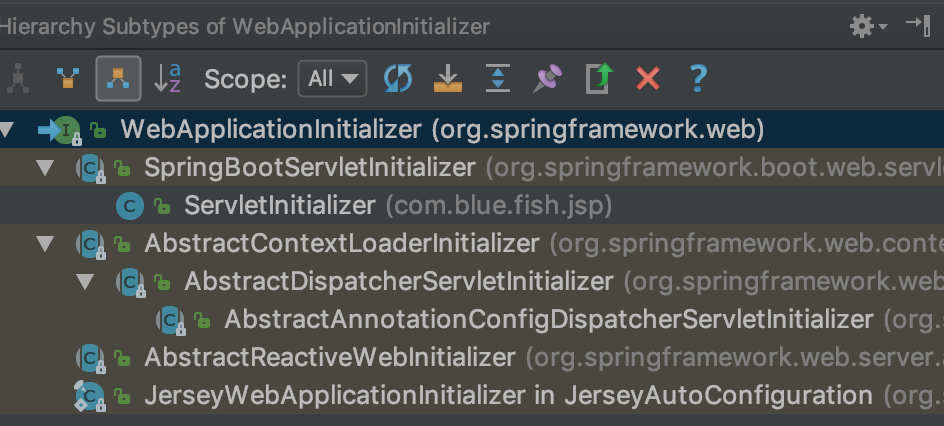 Hierarchy Subtypes of WebApplicationInitializer
Scope: All
WebApplicationInitializer (org.springframework.web)
SpringBootServletInitializer (org.springframework.boot.web.servl
ServletInitializer (com.blue.fish.jsp)
AbstractContextLoaderInitializer (org.springframework.web.conte
AbstractDispatcherServletInitializer (org.springframework.web
AbstractAnnotationConfigDispatcherServletInitializer (org.
AbstractReactiveWebInitializer (org.springframework.web.server.
JerseyWebApplicationInitializer in JerseyAutoConfiguration (org.